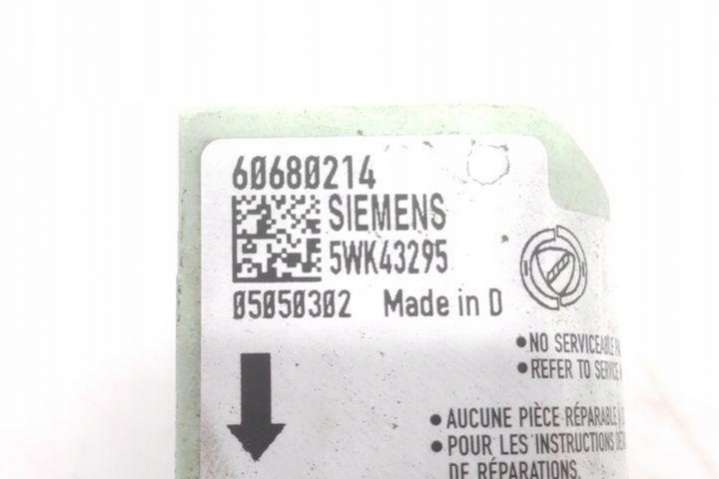 60680214
SIEMENS
5WK43295
05050302 Made in D
•NO SERVICEABLE
•REFER TO SERVICE
•AUCUNE PIÈCE RÉPARABLE
•POUR LES INSTRUCTIONS
DE RÉPARATIONS.